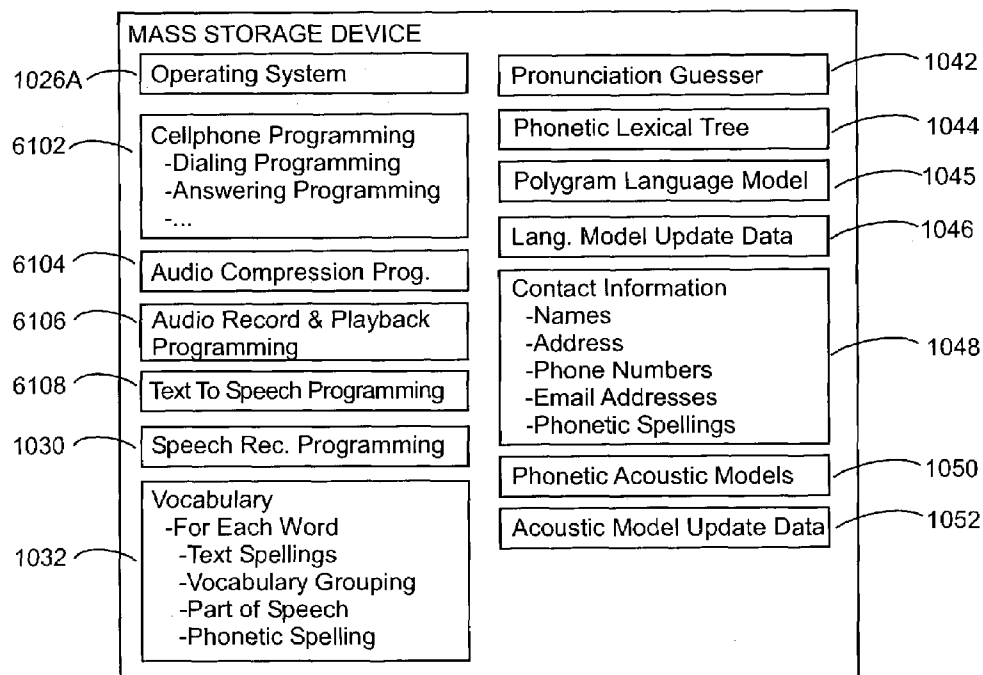 MASS STORAGE DEVICE
1026A
Operating System
6102
Cellphone Programming
-Dialing Programming
-Answering Programming
-...
6104
Audio Compression Prog.
6106
Audio Record & Playback
Programming
6108
Text To Speech Programming
1030
Speech Rec. Programming
1032
Vocabulary
-For Each Word
-Text Spellings
-Vocabulary Grouping
-Part of Speech
-Phonetic Spelling
Pronunciation Guesser
1042
Phonetic Lexical Tree
1044
Polygram Language Model
1045
Lang. Model Update Data
1046
Contact Information
-Names
-Address
-Phone Numbers
-Email Addresses
-Phonetic Spellings
1048
Phonetic Acoustic Models
1050
Acoustic Model Update Data
1052